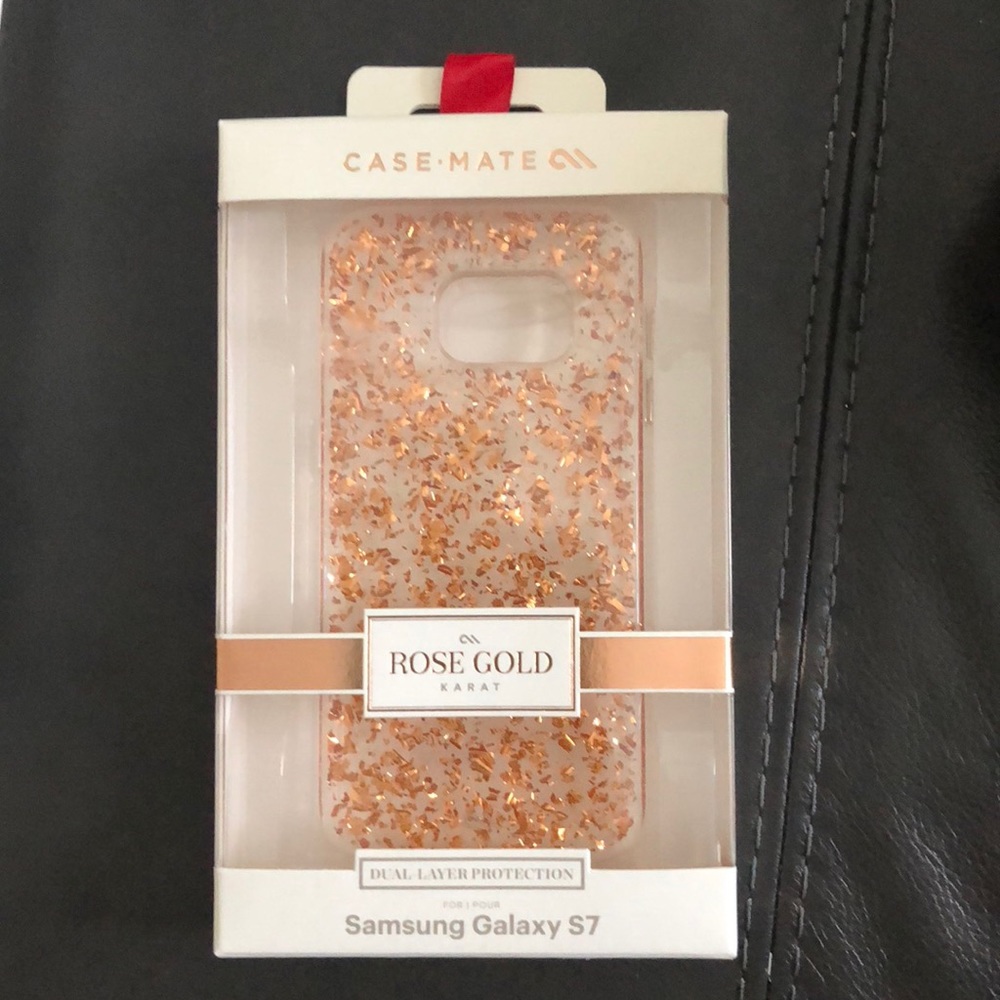 CASE·MATE
ROSE GOLD
KARAT
DUAL-LAYER PROTECTION
FOR | POUR
Samsung Galaxy S7